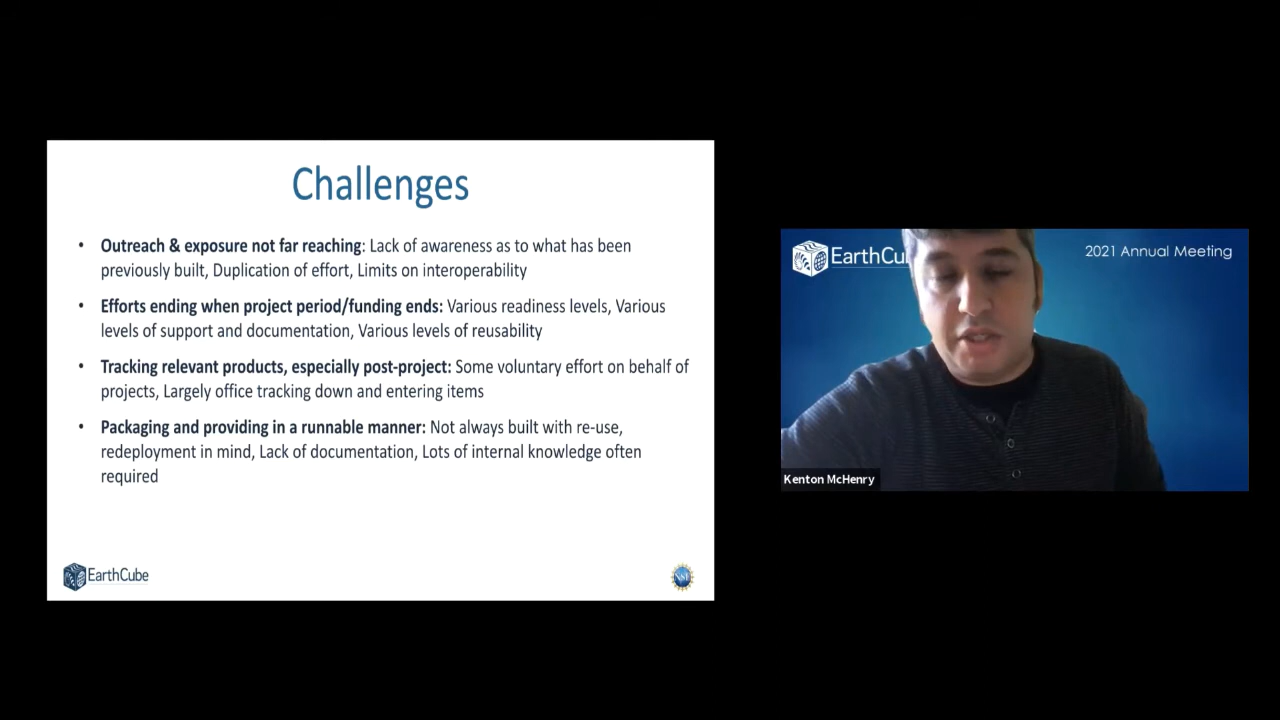 Challenges
• Outreach & exposure not far reaching: Lack of awareness as to what has been
previously built, Duplication of effort, Limits on interoperability
• Efforts ending when project period/funding ends: Various readiness levels, Various
levels of support and documentation, Various levels of reusability
• Tracking relevant products, especially post-project: Some voluntary effort on behalf of
projects, Largely office tracking down and entering items
• Packaging and providing in a runnable manner: Not always built with re-use,
redeployment in mind, Lack of documentation, Lots of internal knowledge often
required
EarthCube
NSF
EarthCu
2021 Annual Meeting
Kenton McHenry